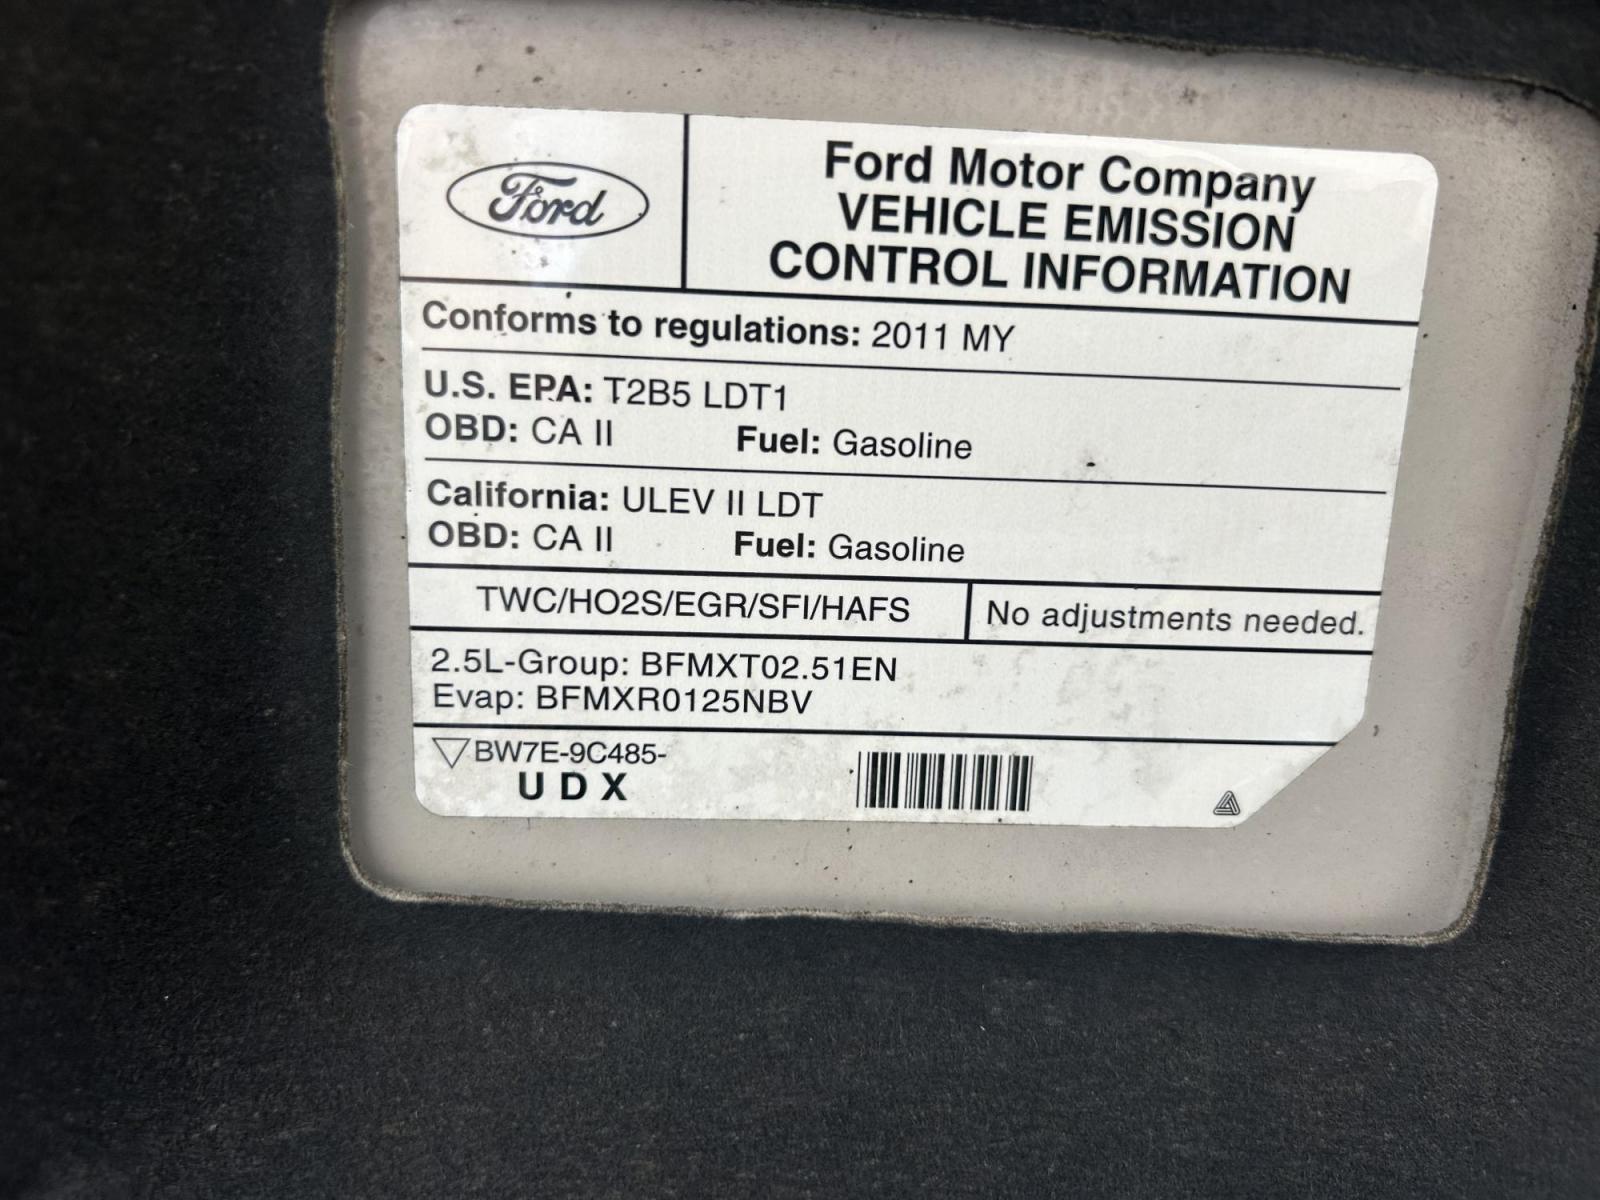 Ford
Ford Motor Company
VEHICLE EMISSION
CONTROL INFORMATION
Conforms to regulations: 2011 MY
U.S. EPA: T2B5 LDT1
OBD: CA II Fuel: Gasoline
California: ULEV II LDT
OBD: CA II Fuel: Gasoline
TWC/HO2S/EGR/SFI/HAFS
No adjustments needed.
2.5L-Group: BFMXT02.51EN
Evap: BFMXR0125NBV
BW7E-9C485-
UDX